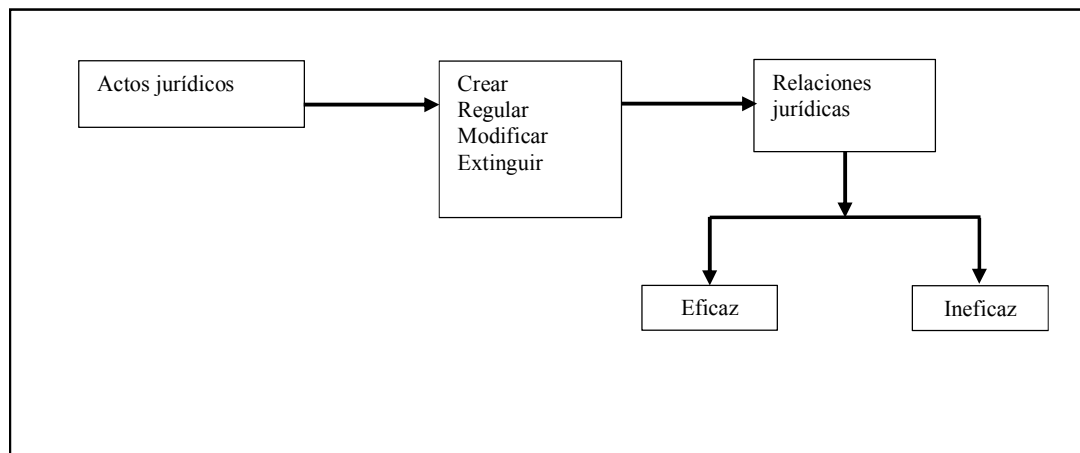 Actos jurídicos
Crear
Regular
Modificar
Extinguir
Relaciones
jurídicas
Eficaz
Ineficaz